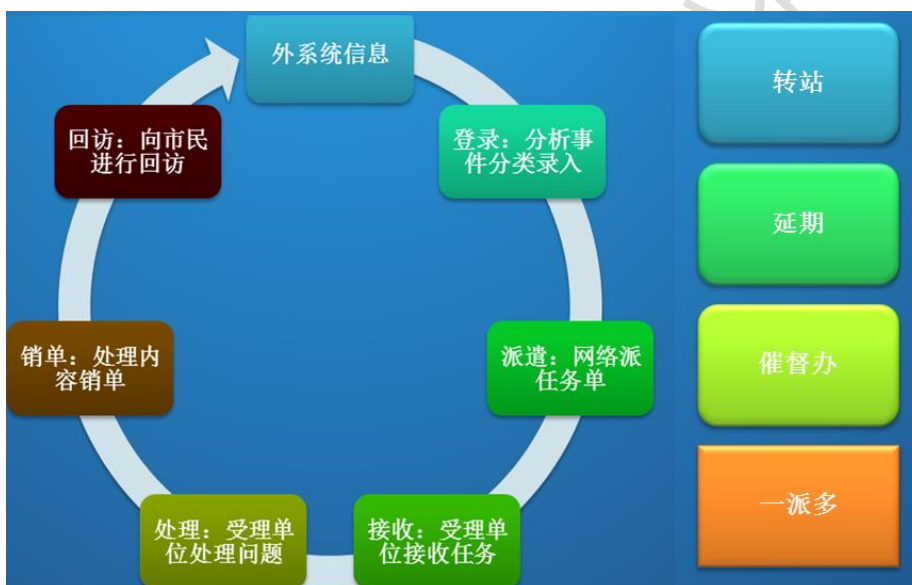 外系统信息
登录：分析事
件分类录入
派遣：网络派
任务单
接收：受理单
位接收任务
处理：受理单
位处理问题
销单：处理内
容销单
回访：向市民
进行回访
转站
延期
催督办
一派多